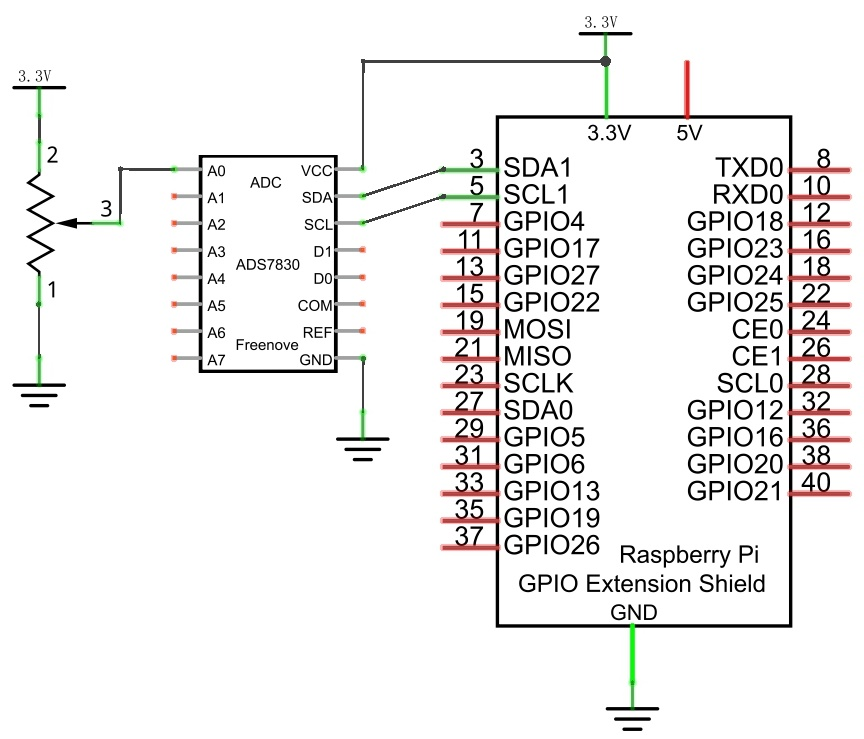 3.3V
2
3
1
3.3V
A0
A1
A2
A3
A4
A5
A6
A7
ADC
ADS7830
Freenove
VCC
SDA
SCL
D1
D0
COM
REF
GND
3.3V 5V
3 SDA1 TXD0 8
5 SCL1 RXD0 10
7 GPIO4 GPIO18 12
11 GPIO17 GPIO23 16
13 GPIO27 GPIO24 18
15 GPIO22 GPIO25 22
19 MOSI CE0 24
21 MISO CE1 26
23 SCLK SCL0 28
27 SDA0 GPIO12 32
29 GPIO5 GPIO16 36
31 GPIO6 GPIO20 38
33 GPIO13 GPIO21 40
35 GPIO19
37 GPIO26
Raspberry Pi
GPIO Extension Shield
GND